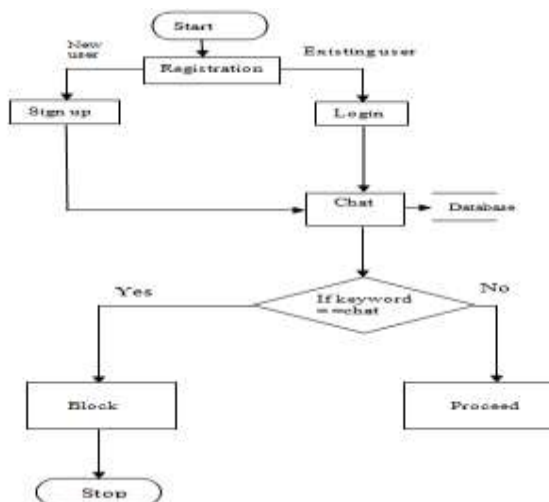 Start
New
user
Existing user
Registration
Sign up
Login
Chat
Database
Yes
No
If keyword
==chat
Block
Proceed
Stop